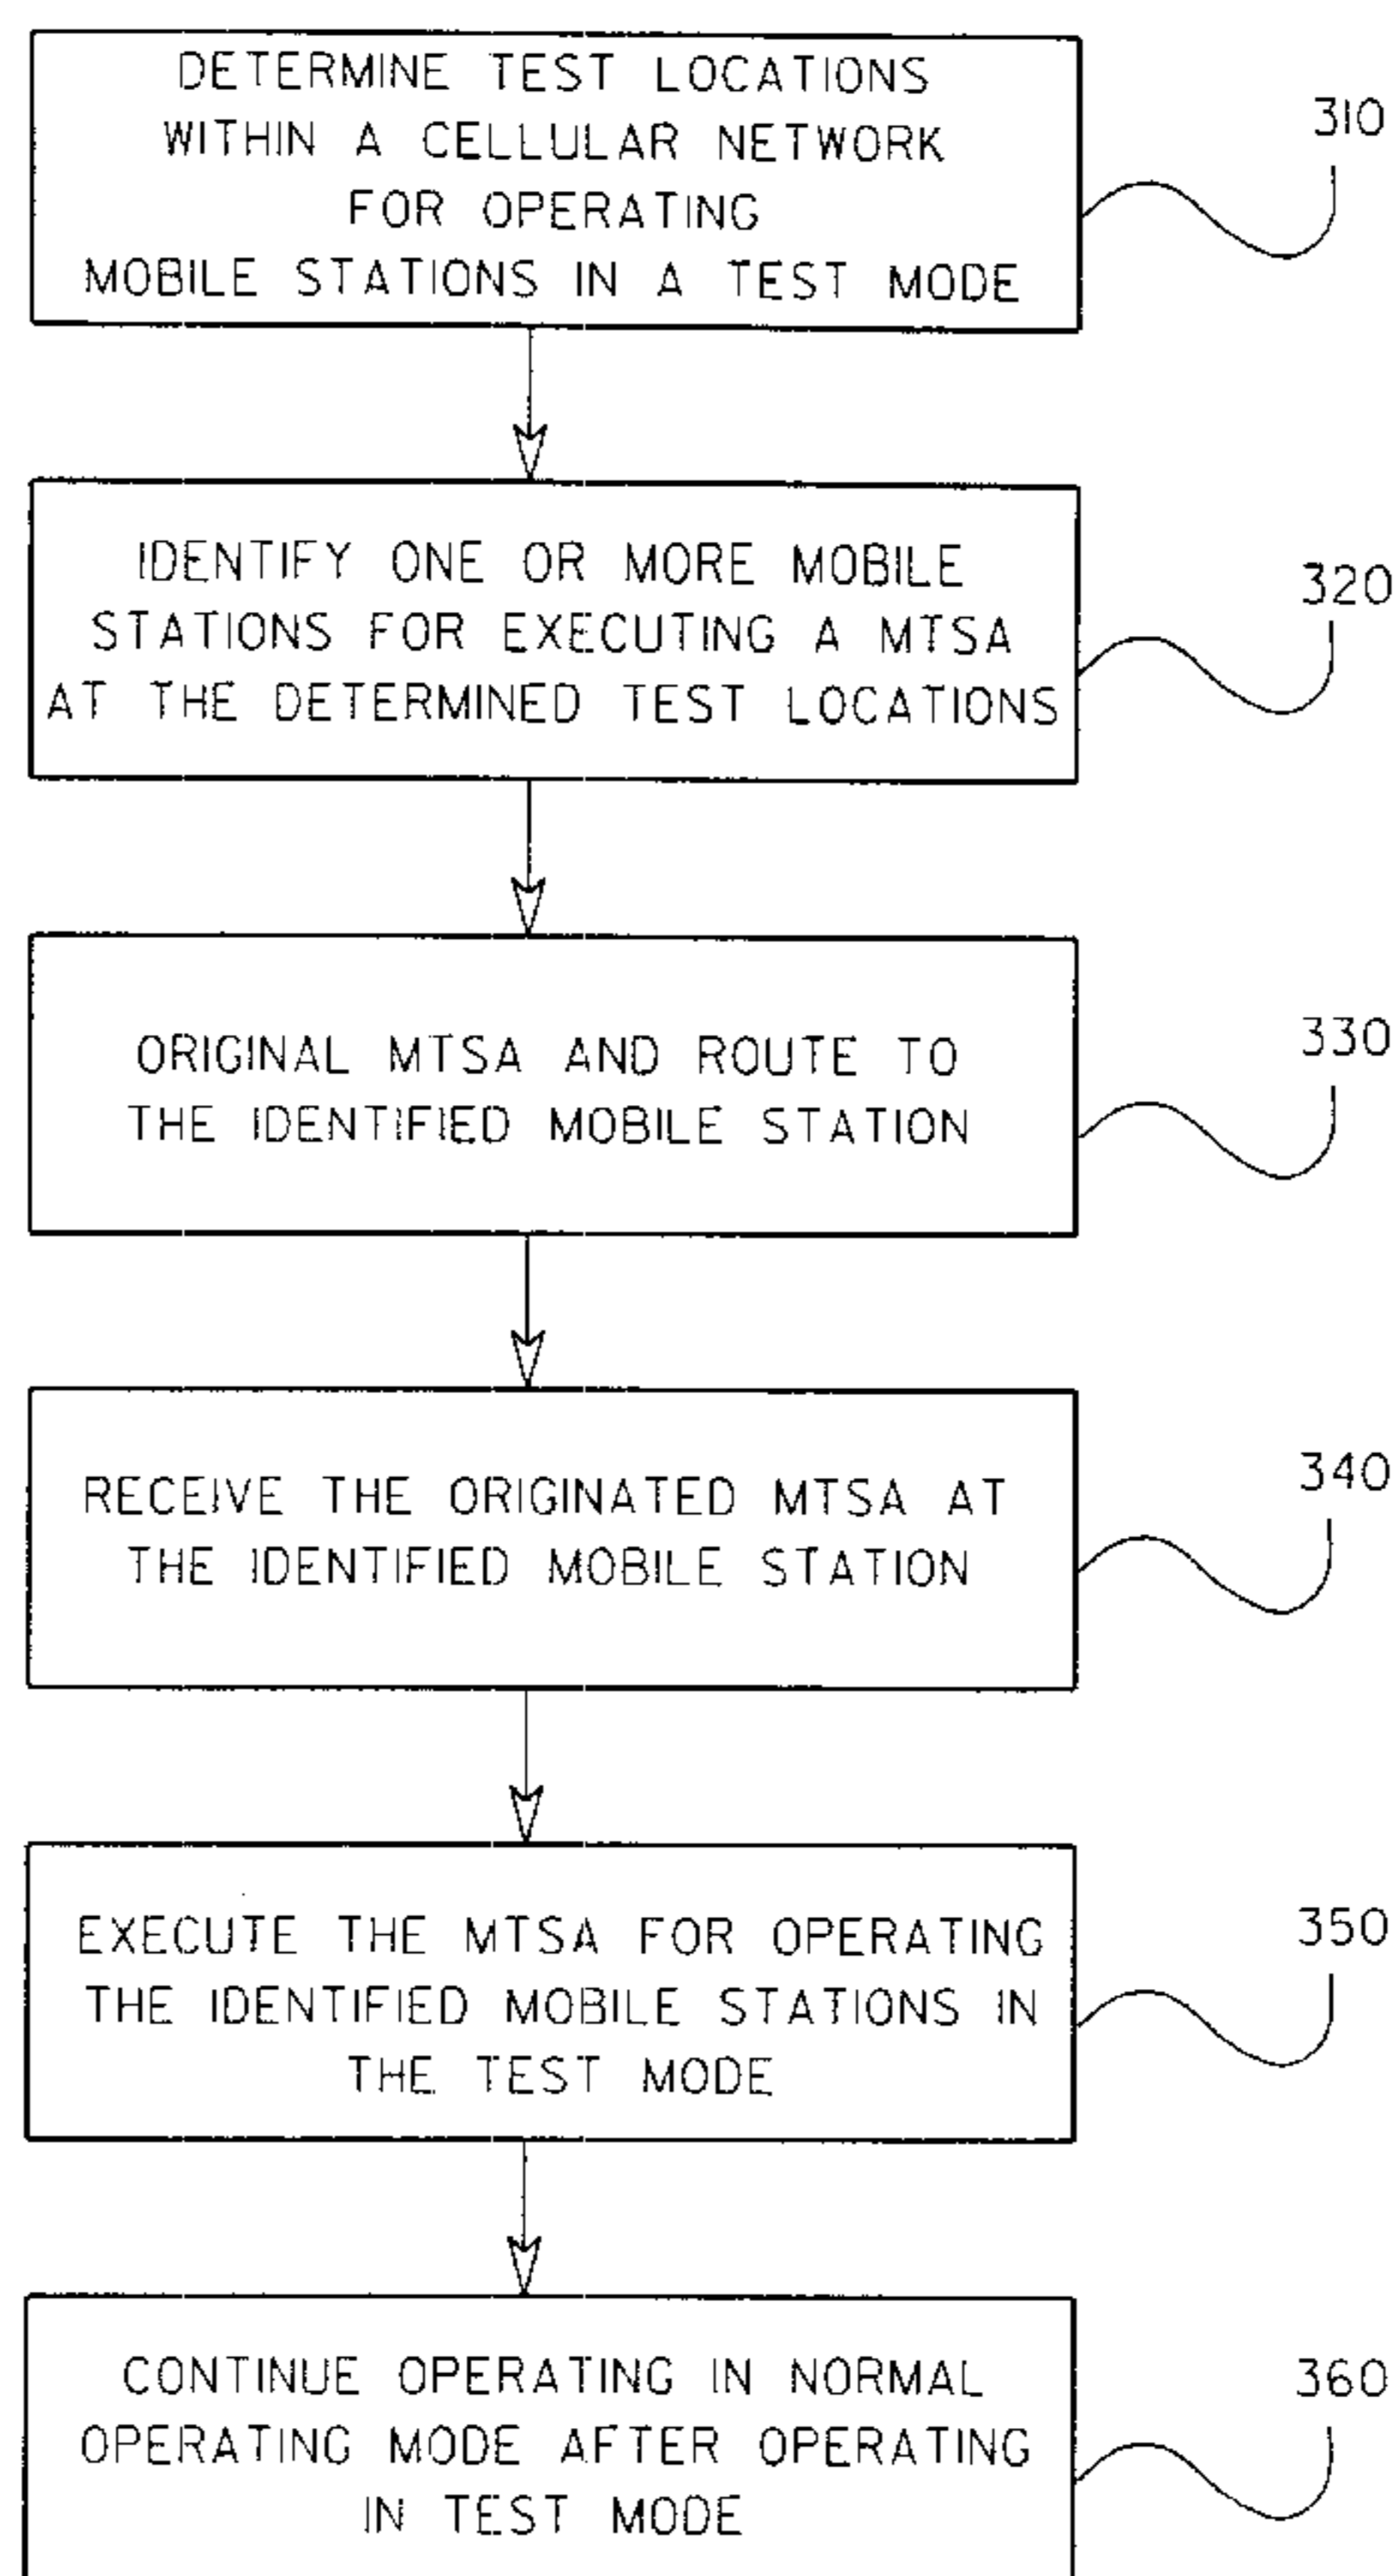 DETERMINE TEST LOCATIONS
WITHIN A CELLULAR NETWORK
FOR OPERATING
MOBILE STATIONS IN A TEST MODE
310
IDENTIFY ONE OR MORE MOBILE
STATIONS FOR EXECUTING A MTSA
AT THE DETERMINED TEST LOCATIONS
320
ORIGINAL MTSA AND ROUTE TO
THE IDENTIFIED MOBILE STATION
330
RECEIVE THE ORIGINATED MTSA AT
THE IDENTIFIED MOBILE STATION
340
EXECUTE THE MTSA FOR OPERATING
THE IDENTIFIED MOBILE STATIONS IN
THE TEST MODE
350
CONTINUE OPERATING IN NORMAL
OPERATING MODE AFTER OPERATING
IN TEST MODE
360